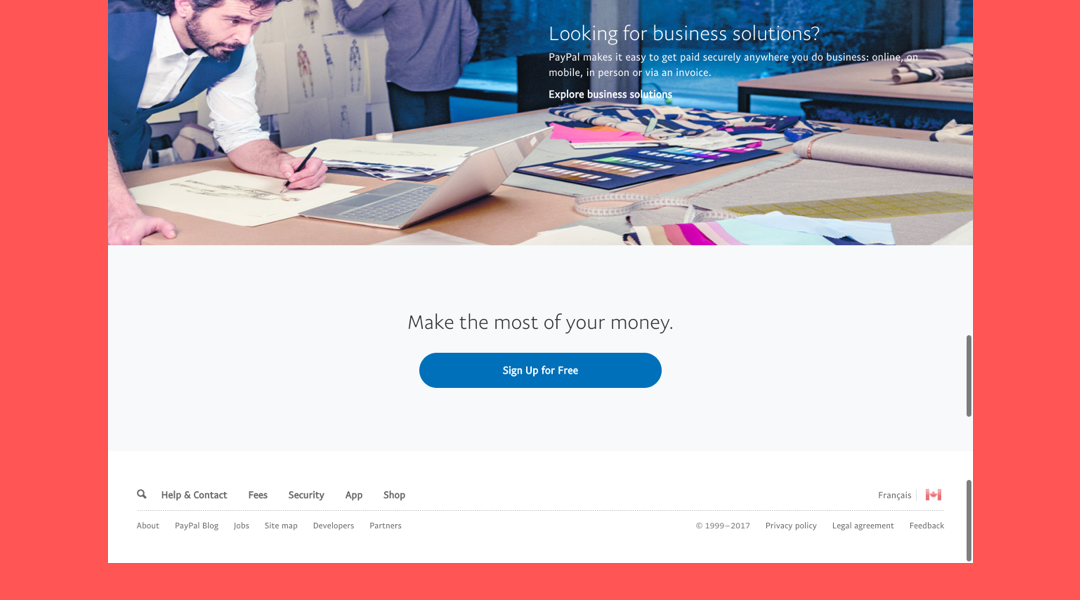 Looking for business solutions?
PayPal makes it easy to get paid securely anywhere you do business: online, on
mobile, in person or via an invoice.
Explore business solutions
Make the most of your money.
Sign Up for Free
Help & Contact Fees Security App Shop Français
About PayPal Blog Jobs Site map Developers Partners © 1999–2017 Privacy policy Legal agreement Feedback